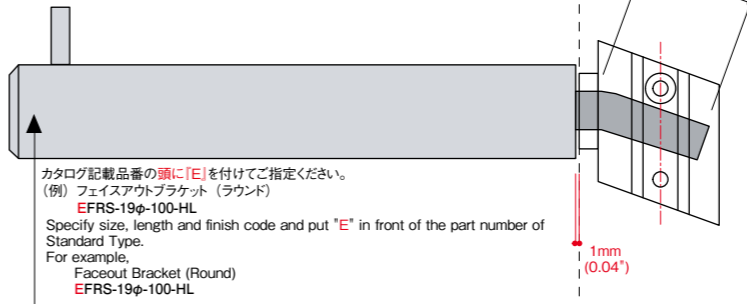 カタログ記載品番の頭に『E』を付けてご指定ください。
(例) フェイスアウトブラケット (ラウンド)
EFRS-19φ-100-HL
Specify size, length and finish code and put "E" in front of the part number of
Standard Type.
For example,
Faceout Bracket (Round)
EFRS-19φ-100-HL
1mm
(0.04")